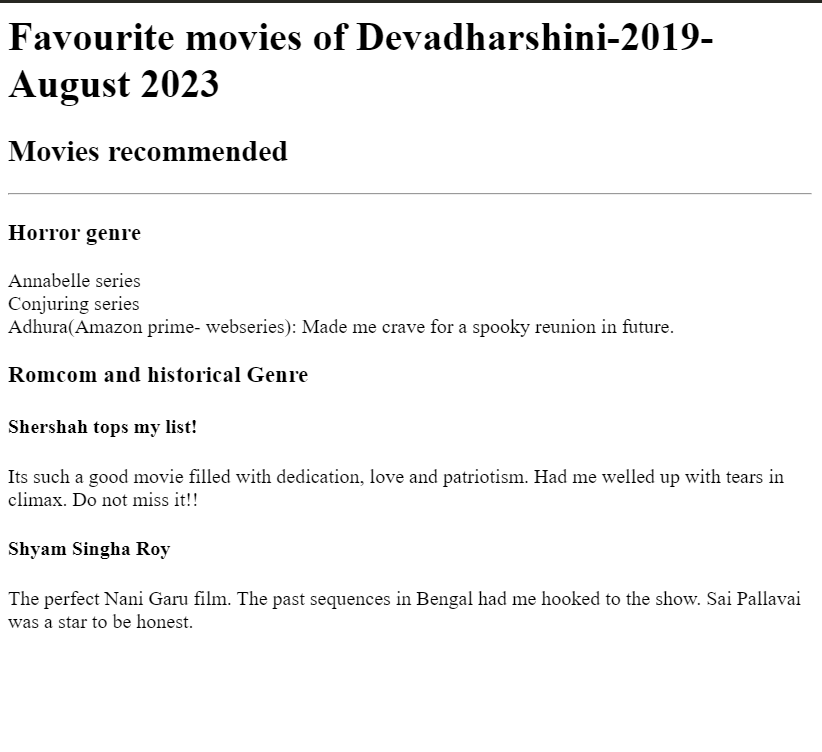 Favourite movies of Devadharshini-2019-
August 2023
Movies recommended
Horror genre
Annabelle series
Conjuring series
Adhura(Amazon prime- webseries): Made me crave for a spooky reunion in future.
Romcom and historical Genre
Shershah tops my list!
Its such a good movie filled with dedication, love and patriotism. Had me welled up with tears in
climax. Do not miss it!!
Shyam Singha Roy
The perfect Nani Garu film. The past sequences in Bengal had me hooked to the show. Sai Pallavai
was a star to be honest.